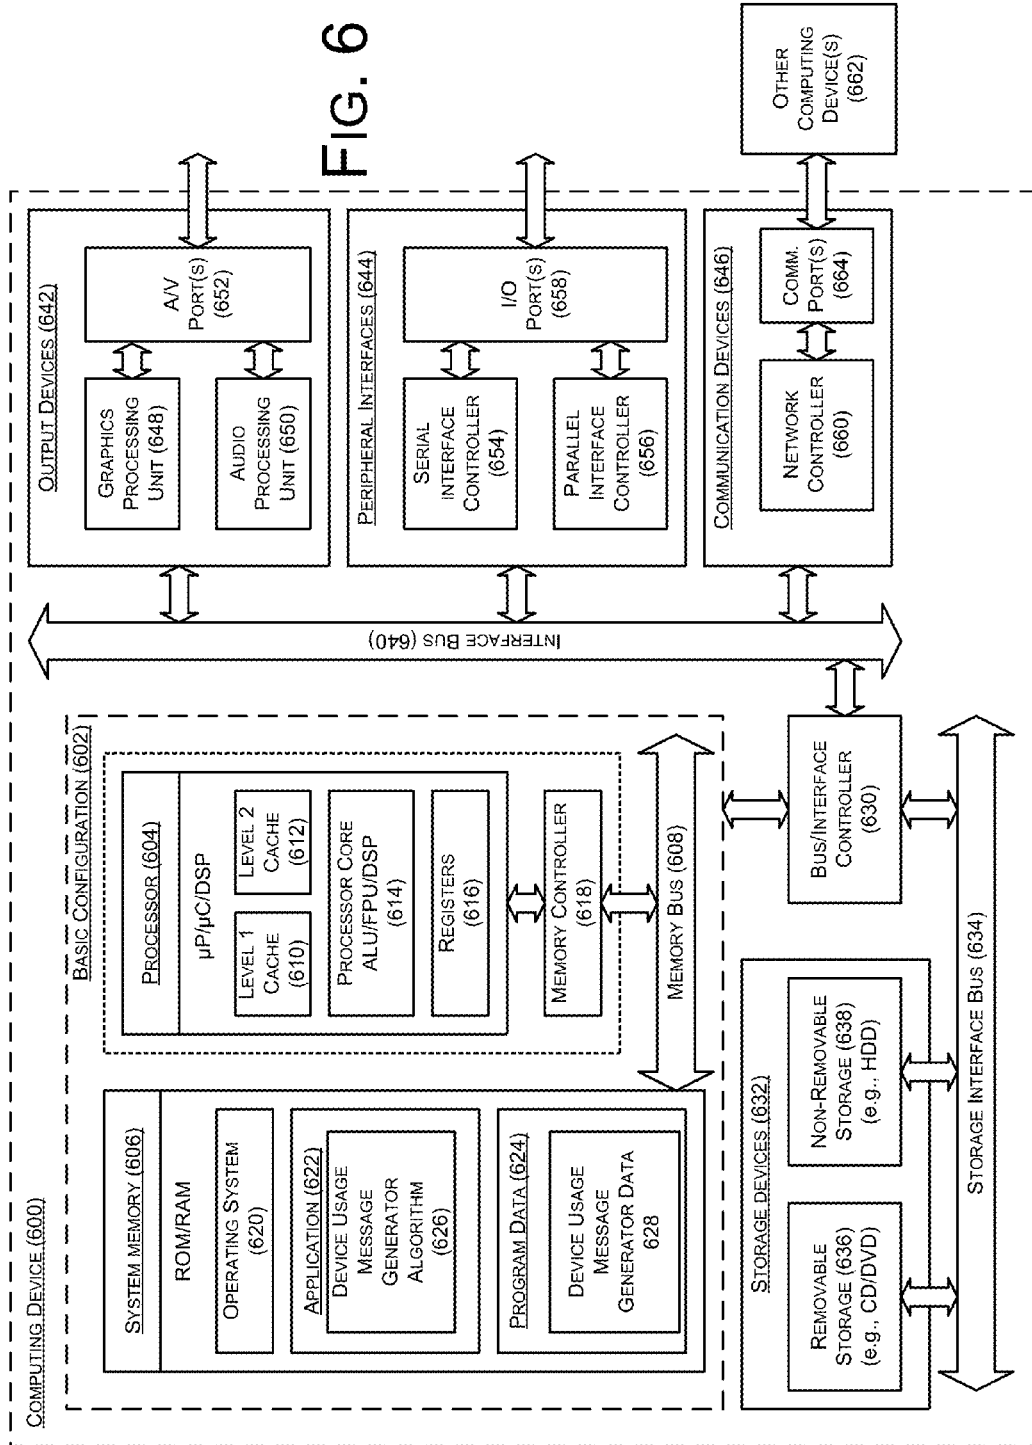 COMPUTING DEVICE (600)
BASIC CONFIGURATION (602)
SYSTEM MEMORY (606)
ROM/RAM
OPERATING SYSTEM
(620)
APPLICATION (622)
DEVICE USAGE
MESSAGE
GENERATOR
ALGORITHM
(626)
PROGRAM DATA (624)
DEVICE USAGE
MESSAGE
GENERATOR DATA
628
PROCESSOR (604)
µP/µC/DSP
LEVEL 1
CACHE
(610)
LEVEL 2
CACHE
(612)
PROCESSOR CORE
ALU/FPU/DSP
(614)
REGISTERS
(616)
MEMORY CONTROLLER
(618)
MEMORY BUS (608)
BUS/INTERFACE
CONTROLLER
(630)
STORAGE DEVICES (632)
REMOVABLE
STORAGE (636)
(e.g., CD/DVD)
NON-REMOVABLE
STORAGE (638)
(e.g., HDD)
STORAGE INTERFACE BUS (634)
INTERFACE BUS (640)
OUTPUT DEVICES (642)
GRAPHICS
PROCESSING
UNIT (648)
AUDIO
PROCESSING
UNIT (650)
A/V
PORT(S)
(652)
PERIPHERAL INTERFACES (644)
SERIAL
INTERFACE
CONTROLLER
(654)
PARALLEL
INTERFACE
CONTROLLER
(656)
I/O
PORT(S)
(658)
COMMUNICATION DEVICES (646)
NETWORK
CONTROLLER
(660)
COMM.
PORT(S)
(664)
OTHER
COMPUTING
DEVICE(S)
(662)
FIG. 6